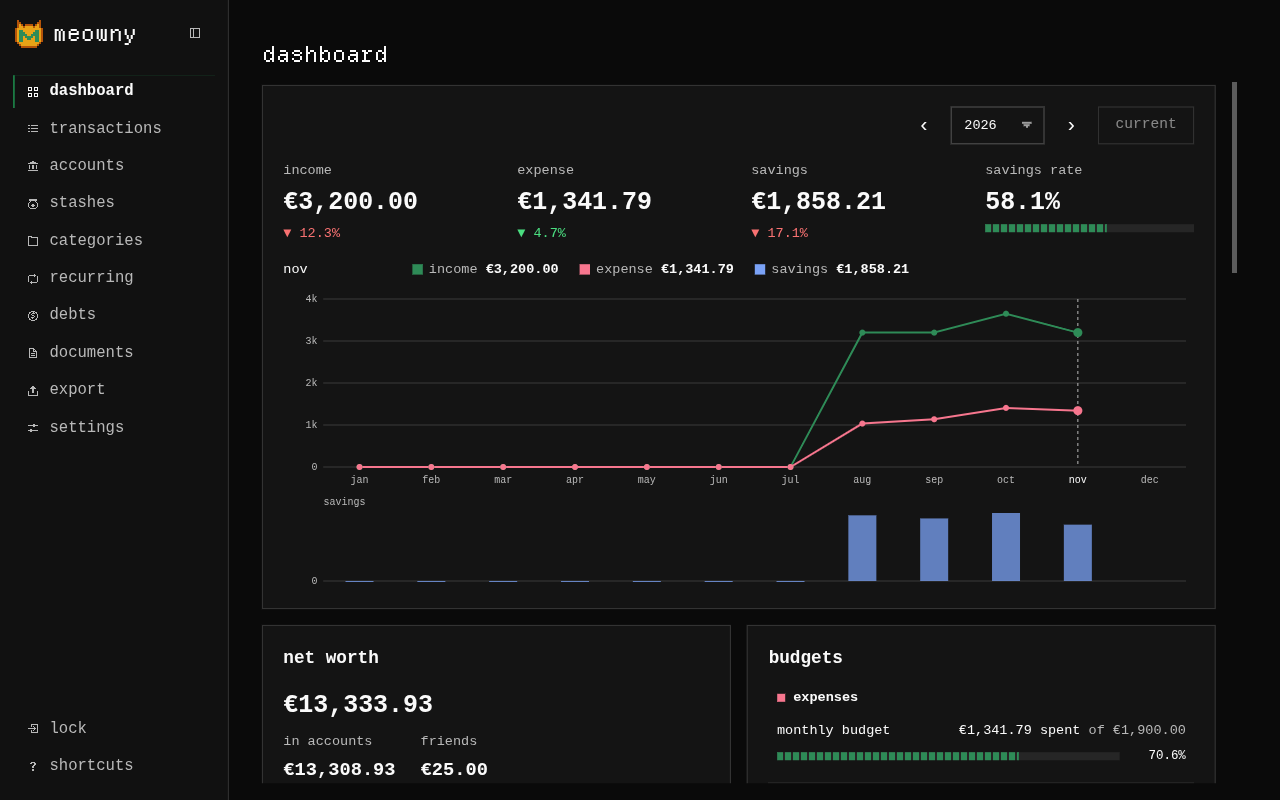 meowny
dashboard
transactions
accounts
stashes
categories
recurring
debts
documents
export
settings
lock
? shortcuts
dashboard
‹ 2026 › current
income expense savings savings rate
€3,200.00 €1,341.79 €1,858.21 58.1%
▼ 12.3% ▼ 4.7% ▼ 17.1%
nov income €3,200.00 expense €1,341.79 savings €1,858.21
4k
3k
2k
1k
0
jan feb mar apr may jun jul aug sep oct nov dec
savings
0
net worth
€13,333.93
in accounts friends
€13,308.93 €25.00
budgets
expenses
monthly budget €1,341.79 spent of €1,900.00
70.6%